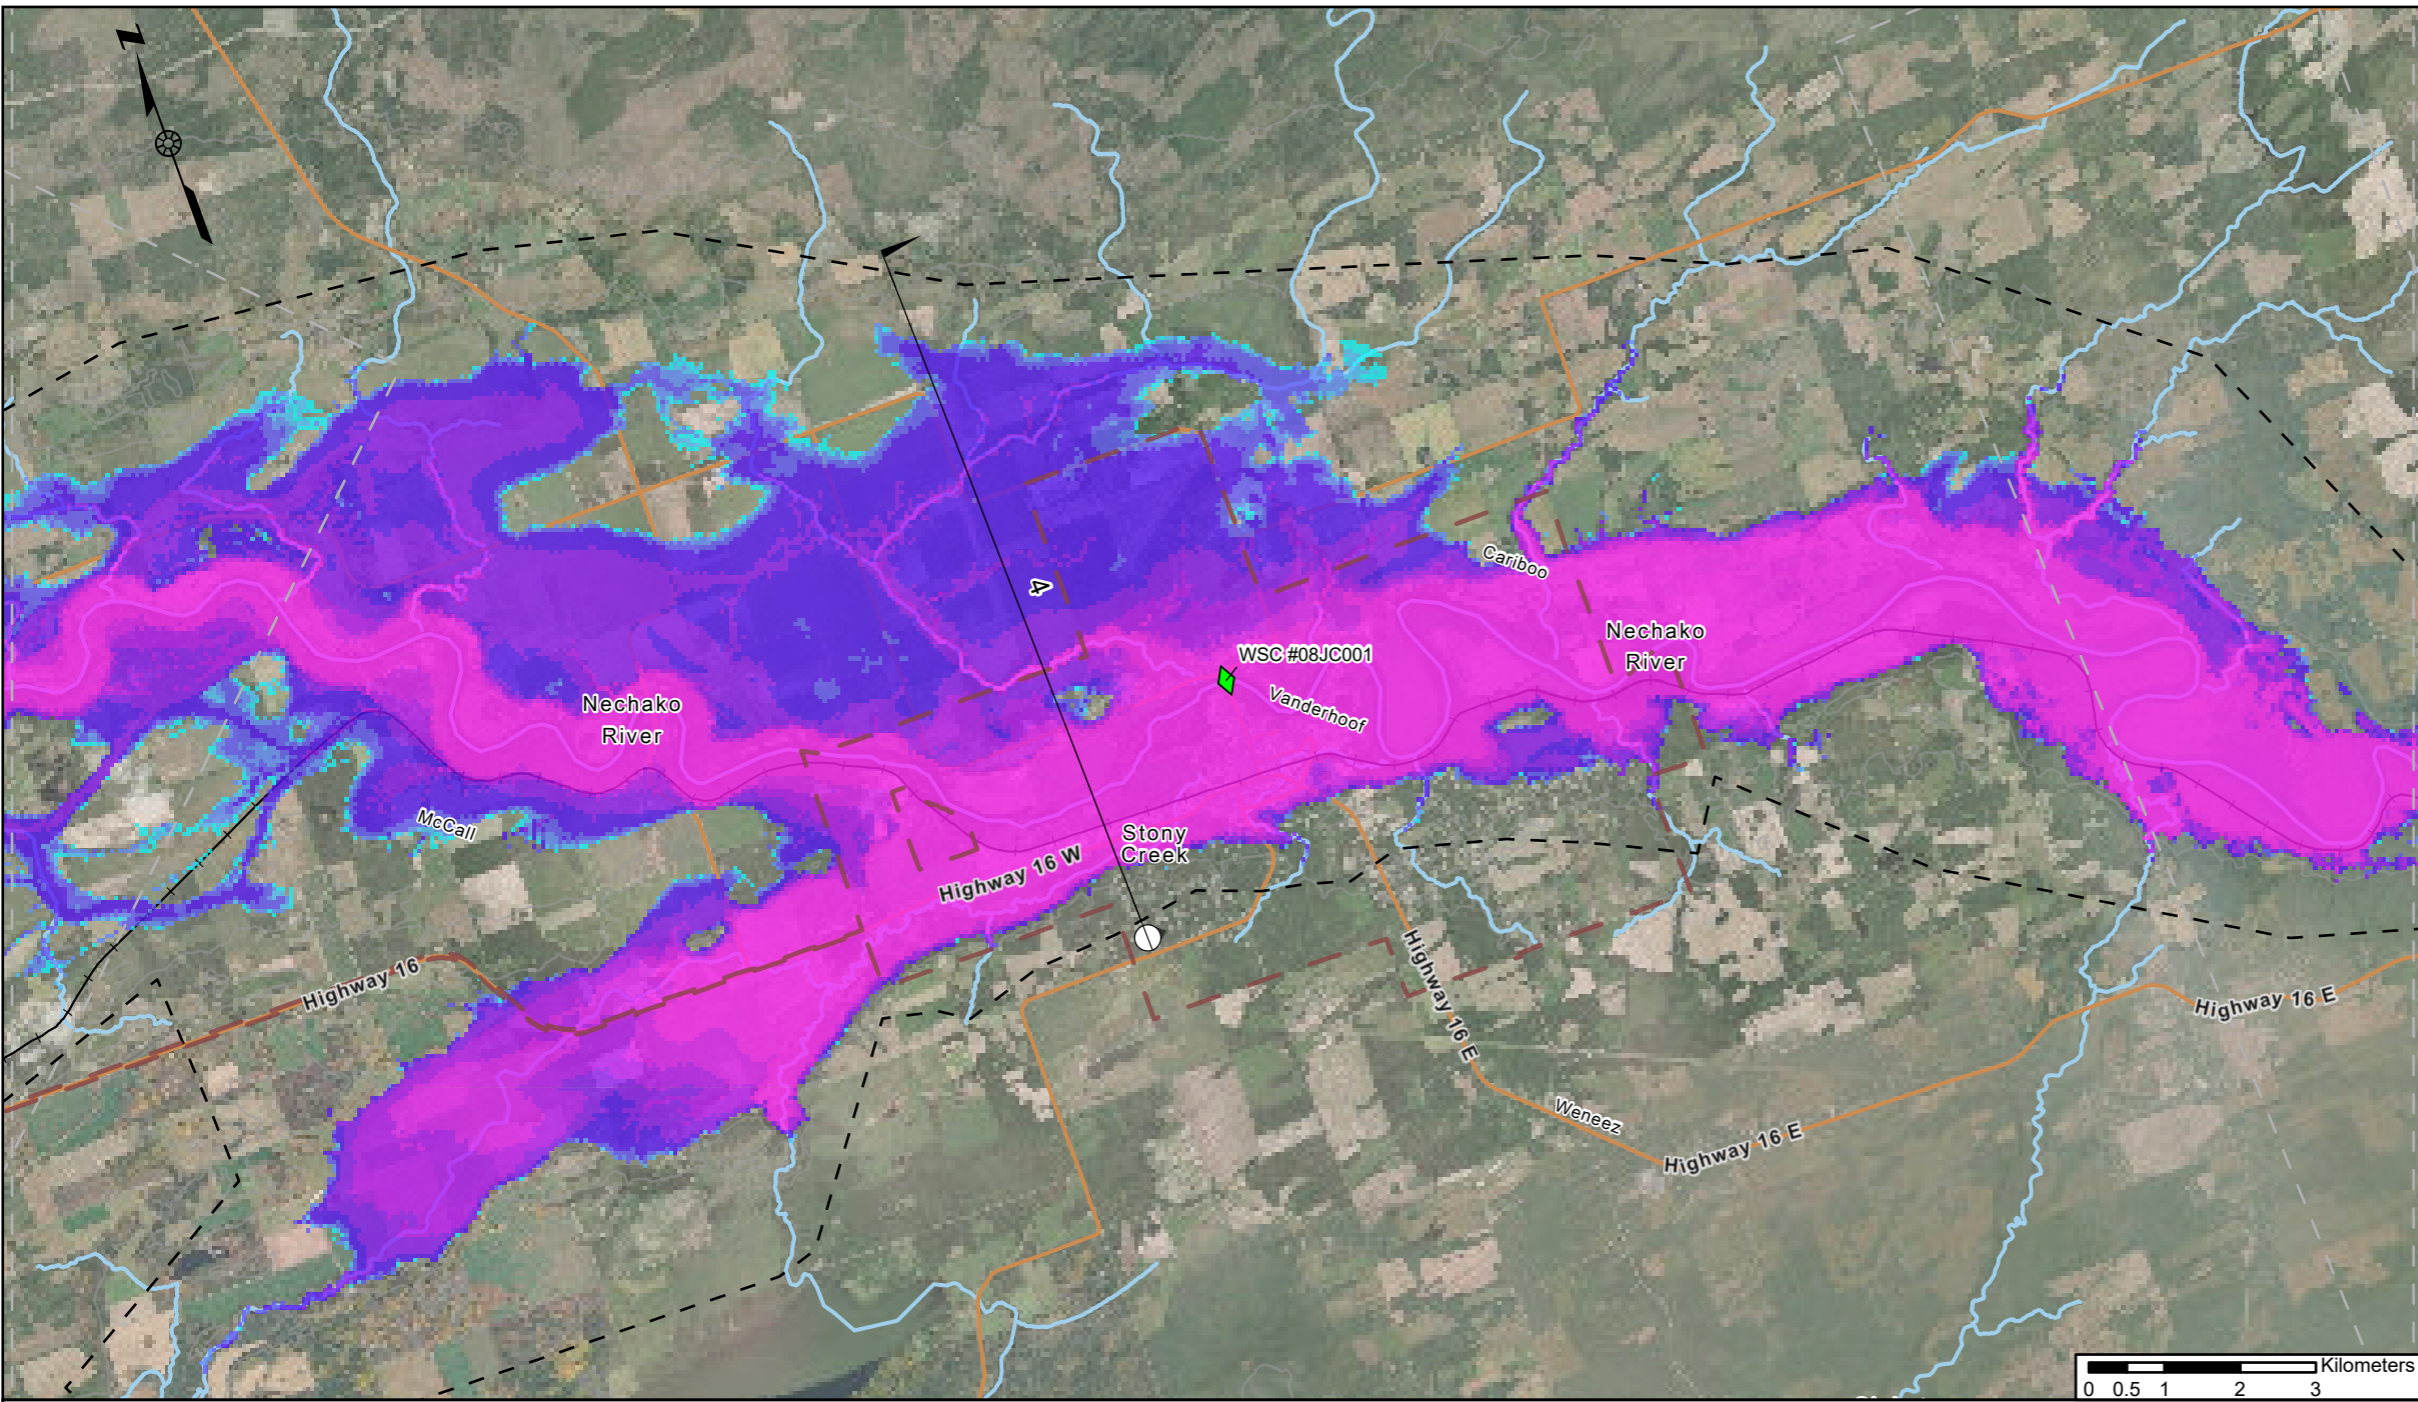 N
4
Cariboo
Nechako
River
WSC #08JC001
Vanderhoof
Nechako
River
McCall
Stony
Creek
Highway 16 W
Highway 16
Highway 16 E
Highway 16 E
Weneez
Highway 16 E
Kilometers
0 0.5 1 2 3